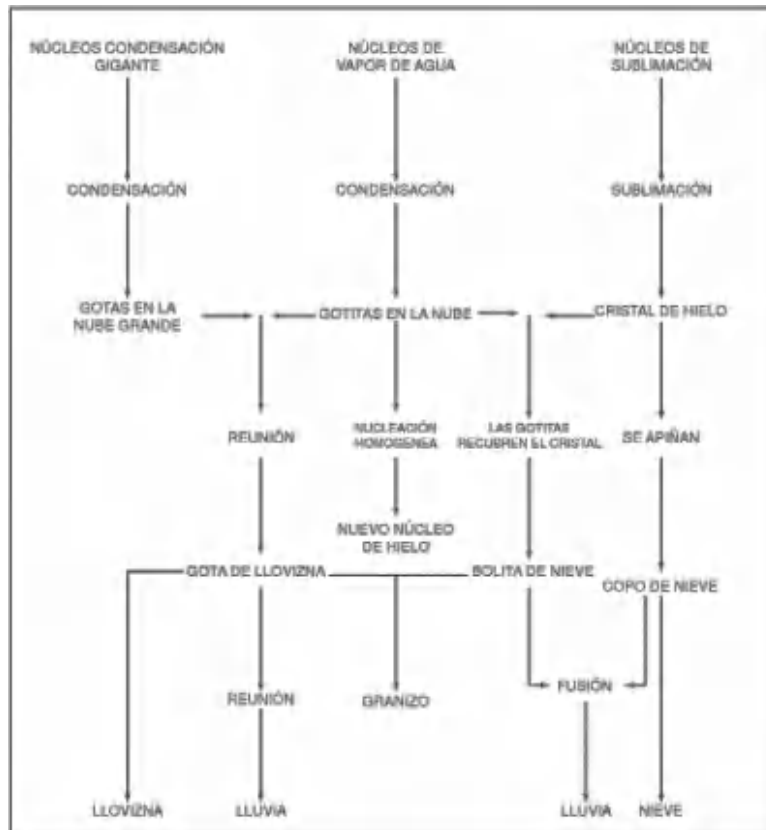 NÚCLEOS CONDENSACIÓN
GIGANTE
NÚCLEOS DE
VAPOR DE AGUA
NÚCLEOS DE
SUBLIMACIÓN
CONDENSACIÓN
CONDENSACIÓN
SUBLIMACIÓN
GOTAS EN LA
NUBE GRANDE
GOTITAS EN LA NUBE
CRISTAL DE HIELO
REUNIÓN
NUCLEACIÓN
HOMOGENEA
LAS GOTITAS
RECUBREN EL CRISTAL
SE APIÑAN
NUEVO NÚCLEO
DE HIELO
GOTA DE LLOVIZNA
BOLITA DE NIEVE
COPO DE NIEVE
REUNIÓN
GRANIZO
FUSIÓN
LLOVIZNA
LLUVIA
LLUVIA
NIEVE